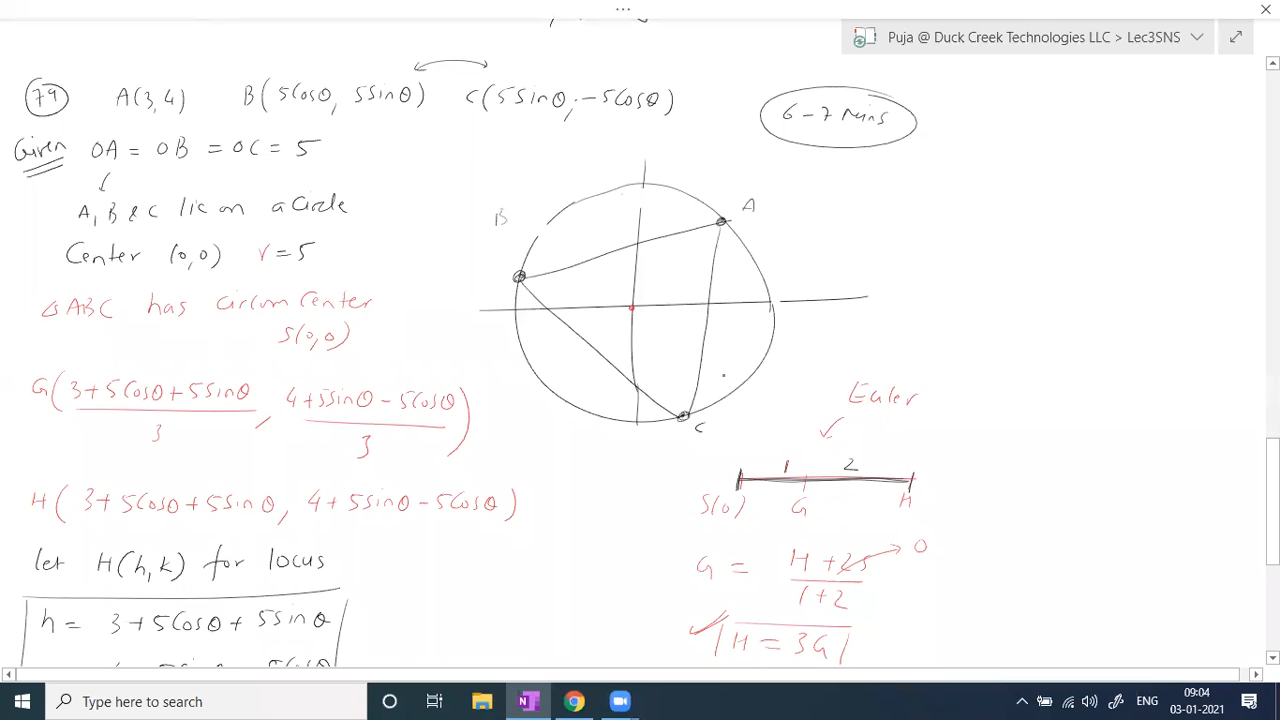 Puja @ Duck Creek Technologies LLC > Lec3SNS
79 A(3,4) B(5Cosθ, 5Sinθ) C(5Sinθ, -5Cosθ)
6-7 Mins
Given OA = OB = OC = 5
A, B & C lie on a Circle
Center (0,0) r = 5
△ABC has Circumcenter
S(0,0)
G(3+5Cosθ+5Sinθ/3, 4+5Sinθ-5Cosθ/3)
H(3+5Cosθ+5Sinθ, 4+5Sinθ-5Cosθ)
let H(h,k) for locus
h = 3+5Cosθ+5Sinθ
B
A
C
Euler
1 2
S(0) G H
G = H+2S/1+2
0
H = 3G
Type here to search
ENG
09:04
03-01-2021